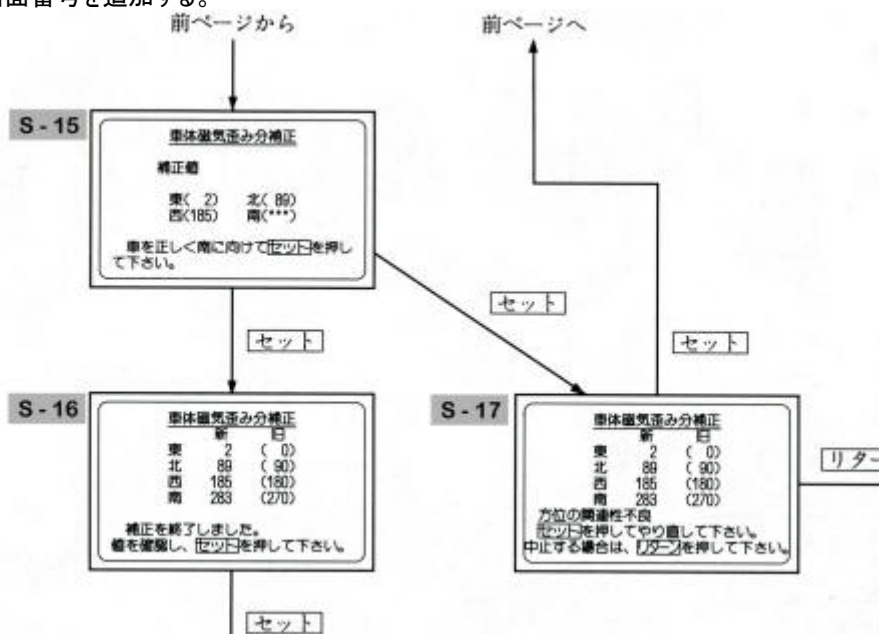 画面番号を追加する。
前ページから
前ページへ
S - 15
車体磁気歪み分補正
補正値
東( 2) 北( 89)
西(185) 南(***)
車を正しく南に向けてセットを押し
て下さい。
セット
セット
セット
S - 16
車体磁気歪み分補正
新 旧
東 2 ( 0)
北 89 ( 90)
西 185 (180)
南 283 (270)
補正を終了しました。
値を確認し、セットを押して下さい。
S - 17
車体磁気歪み分補正
新 旧
東 2 ( 0)
北 89 ( 90)
西 185 (180)
南 283 (270)
方位の関連性不良
セットを押してやり直して下さい。
中止する場合は、リターンを押して下さい。
リター
セット